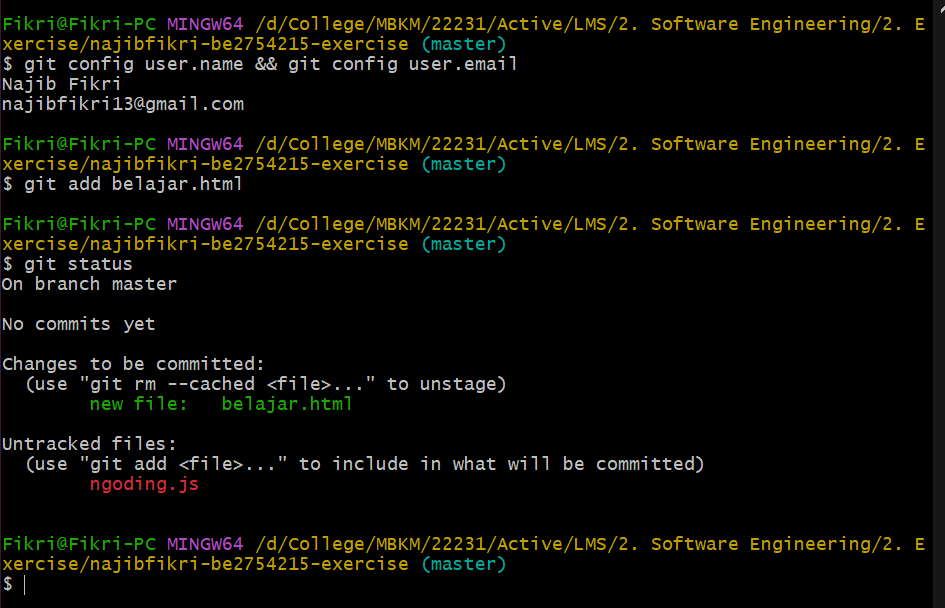 Fikri@Fikri-PC MINGW64 /d/College/MBKM/22231/Active/LMS/2. Software Engineering/2. E
xercise/najibfikri-be2754215-exercise (master)
$ git config user.name && git config user.email
Najib Fikri
najibfikri13@gmail.com
Fikri@Fikri-PC MINGW64 /d/College/MBKM/22231/Active/LMS/2. Software Engineering/2. E
xercise/najibfikri-be2754215-exercise (master)
$ git add belajar.html
Fikri@Fikri-PC MINGW64 /d/College/MBKM/22231/Active/LMS/2. Software Engineering/2. E
xercise/najibfikri-be2754215-exercise (master)
$ git status
On branch master
No commits yet
Changes to be committed:
  (use "git rm --cached <file>..." to unstage)
        new file:   belajar.html
Untracked files:
  (use "git add <file>..." to include in what will be committed)
        ngoding.js
Fikri@Fikri-PC MINGW64 /d/College/MBKM/22231/Active/LMS/2. Software Engineering/2. E
xercise/najibfikri-be2754215-exercise (master)
$